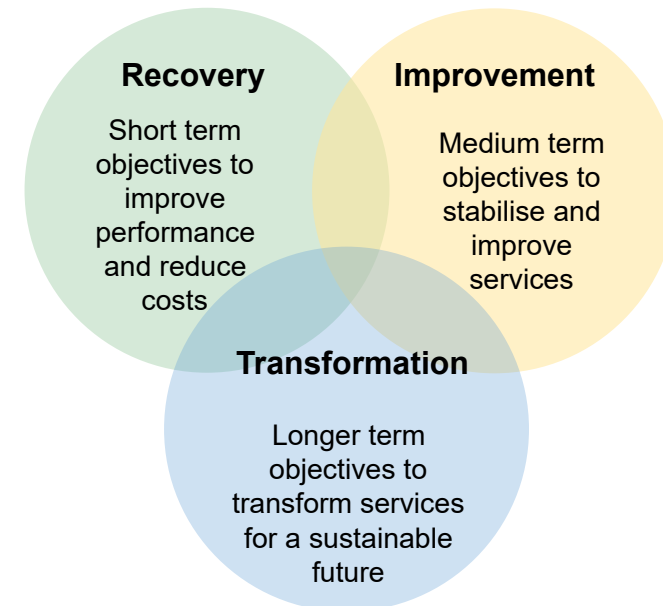 Recovery
Short term
objectives to
improve
performance
and reduce
costs
Improvement
Medium term
objectives to
stabilise and
improve
services
Transformation
Longer term
objectives to
transform services
for a sustainable
future